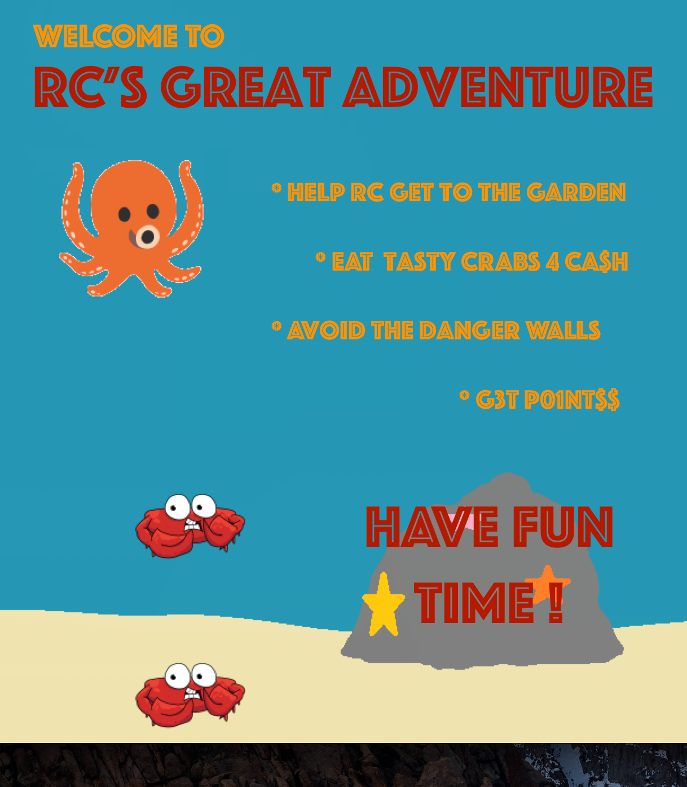 WELCOME TO
RC'S GREAT ADVENTURE
° HELP RC GET TO THE GARDEN
° EAT TASTY CRABS 4 CA$H
° AVOID THE DANGER WALLS
° G3T P01NT$$
HAVE FUN
TIME !